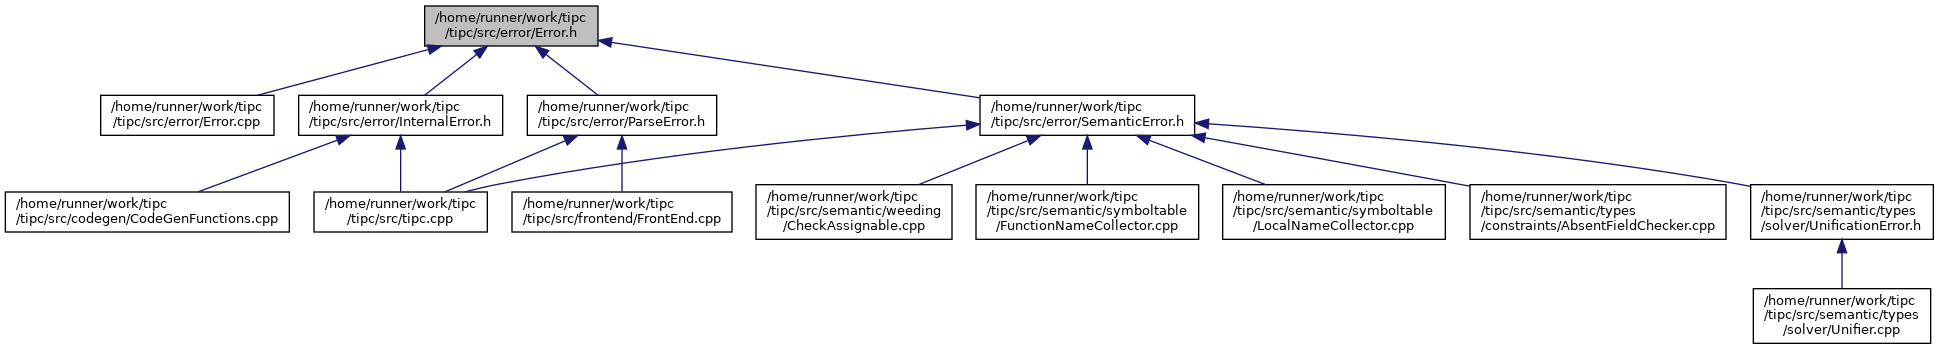 /home/runner/work/tipc
/tipc/src/error/Error.h
/home/runner/work/tipc
/tipc/src/error/Error.cpp
/home/runner/work/tipc
/tipc/src/error/InternalError.h
/home/runner/work/tipc
/tipc/src/error/ParseError.h
/home/runner/work/tipc
/tipc/src/error/SemanticError.h
/home/runner/work/tipc
/tipc/src/codegen/CodeGenFunctions.cpp
/home/runner/work/tipc
/tipc/src/tipc.cpp
/home/runner/work/tipc
/tipc/src/frontend/FrontEnd.cpp
/home/runner/work/tipc
/tipc/src/semantic/weeding
/CheckAssignable.cpp
/home/runner/work/tipc
/tipc/src/semantic/symboltable
/FunctionNameCollector.cpp
/home/runner/work/tipc
/tipc/src/semantic/symboltable
/LocalNameCollector.cpp
/home/runner/work/tipc
/tipc/src/semantic/types
/constraints/AbsentFieldChecker.cpp
/home/runner/work/tipc
/tipc/src/semantic/types
/solver/UnificationError.h
/home/runner/work/tipc
/tipc/src/semantic/types
/solver/Unifier.cpp